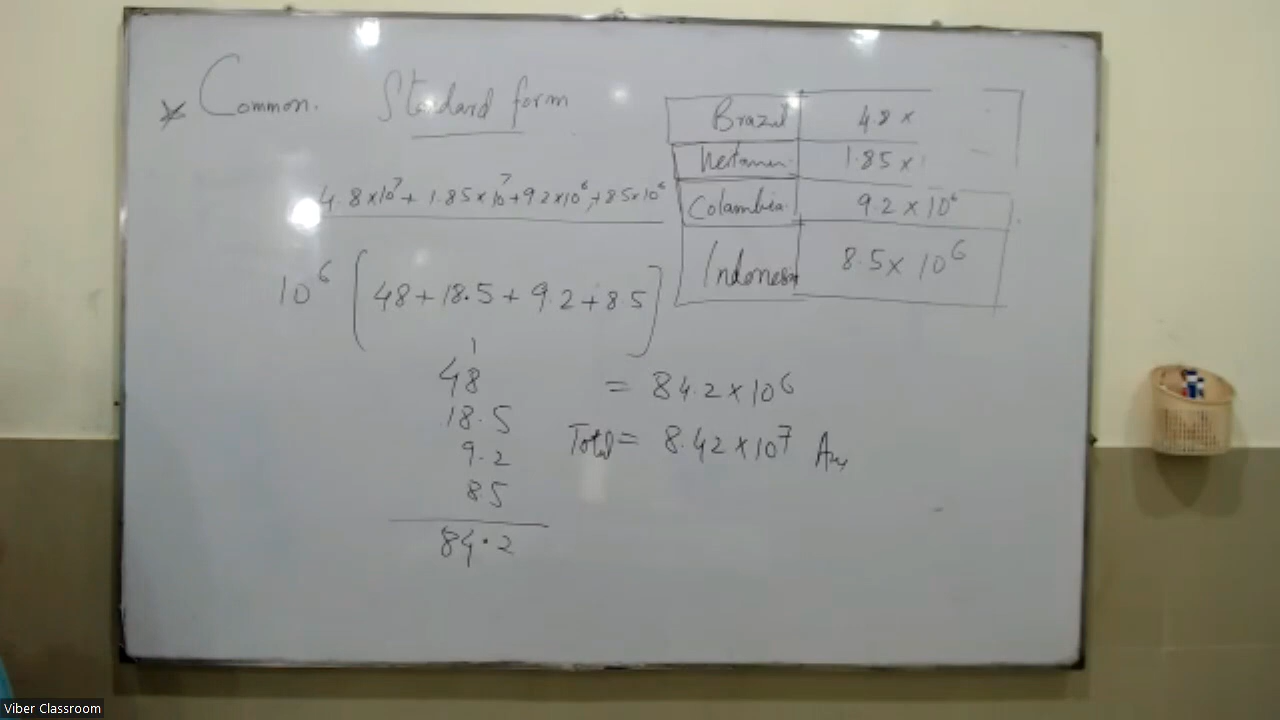 * Common. Standard form
Brazil 4.8 ×
1.85 ×
Colambia 9.2 × 10⁶
Indonesia 8.5 × 10⁶
4.8×10⁷ + 1.85×10⁷ + 9.2×10⁶ + 8.5×10⁶
10⁶ [48 + 18.5 + 9.2 + 8.5]
1
48
18.5
9.2
8.5
84.2
= 84.2 × 10⁶
Total = 8.42 × 10⁷ Ans
Viber Classroom